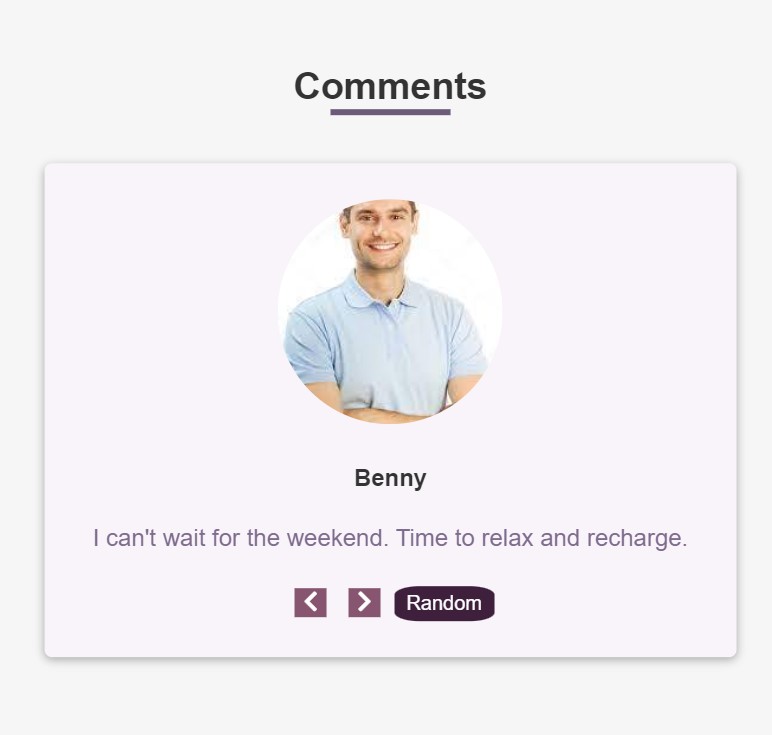 Comments
Benny
I can't wait for the weekend. Time to relax and recharge.
Random